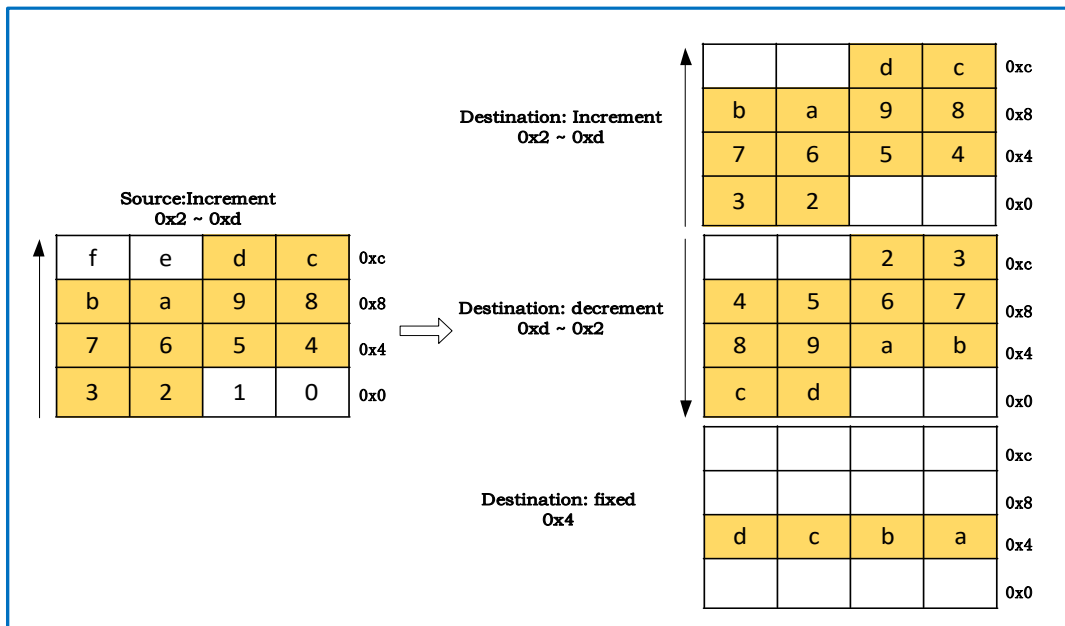 Source:Increment
0x2 ~ 0xd
f e d c 0xc
b a 9 8 0x8
7 6 5 4 0x4
3 2 1 0 0x0
Destination: Increment
0x2 ~ 0xd
d c 0xc
b a 9 8 0x8
7 6 5 4 0x4
3 2 0x0
Destination: decrement
0xd ~ 0x2
2 3 0xc
4 5 6 7 0x8
8 9 a b 0x4
c d 0x0
Destination: fixed
0x4
0xc
0x8
d c b a 0x4
0x0